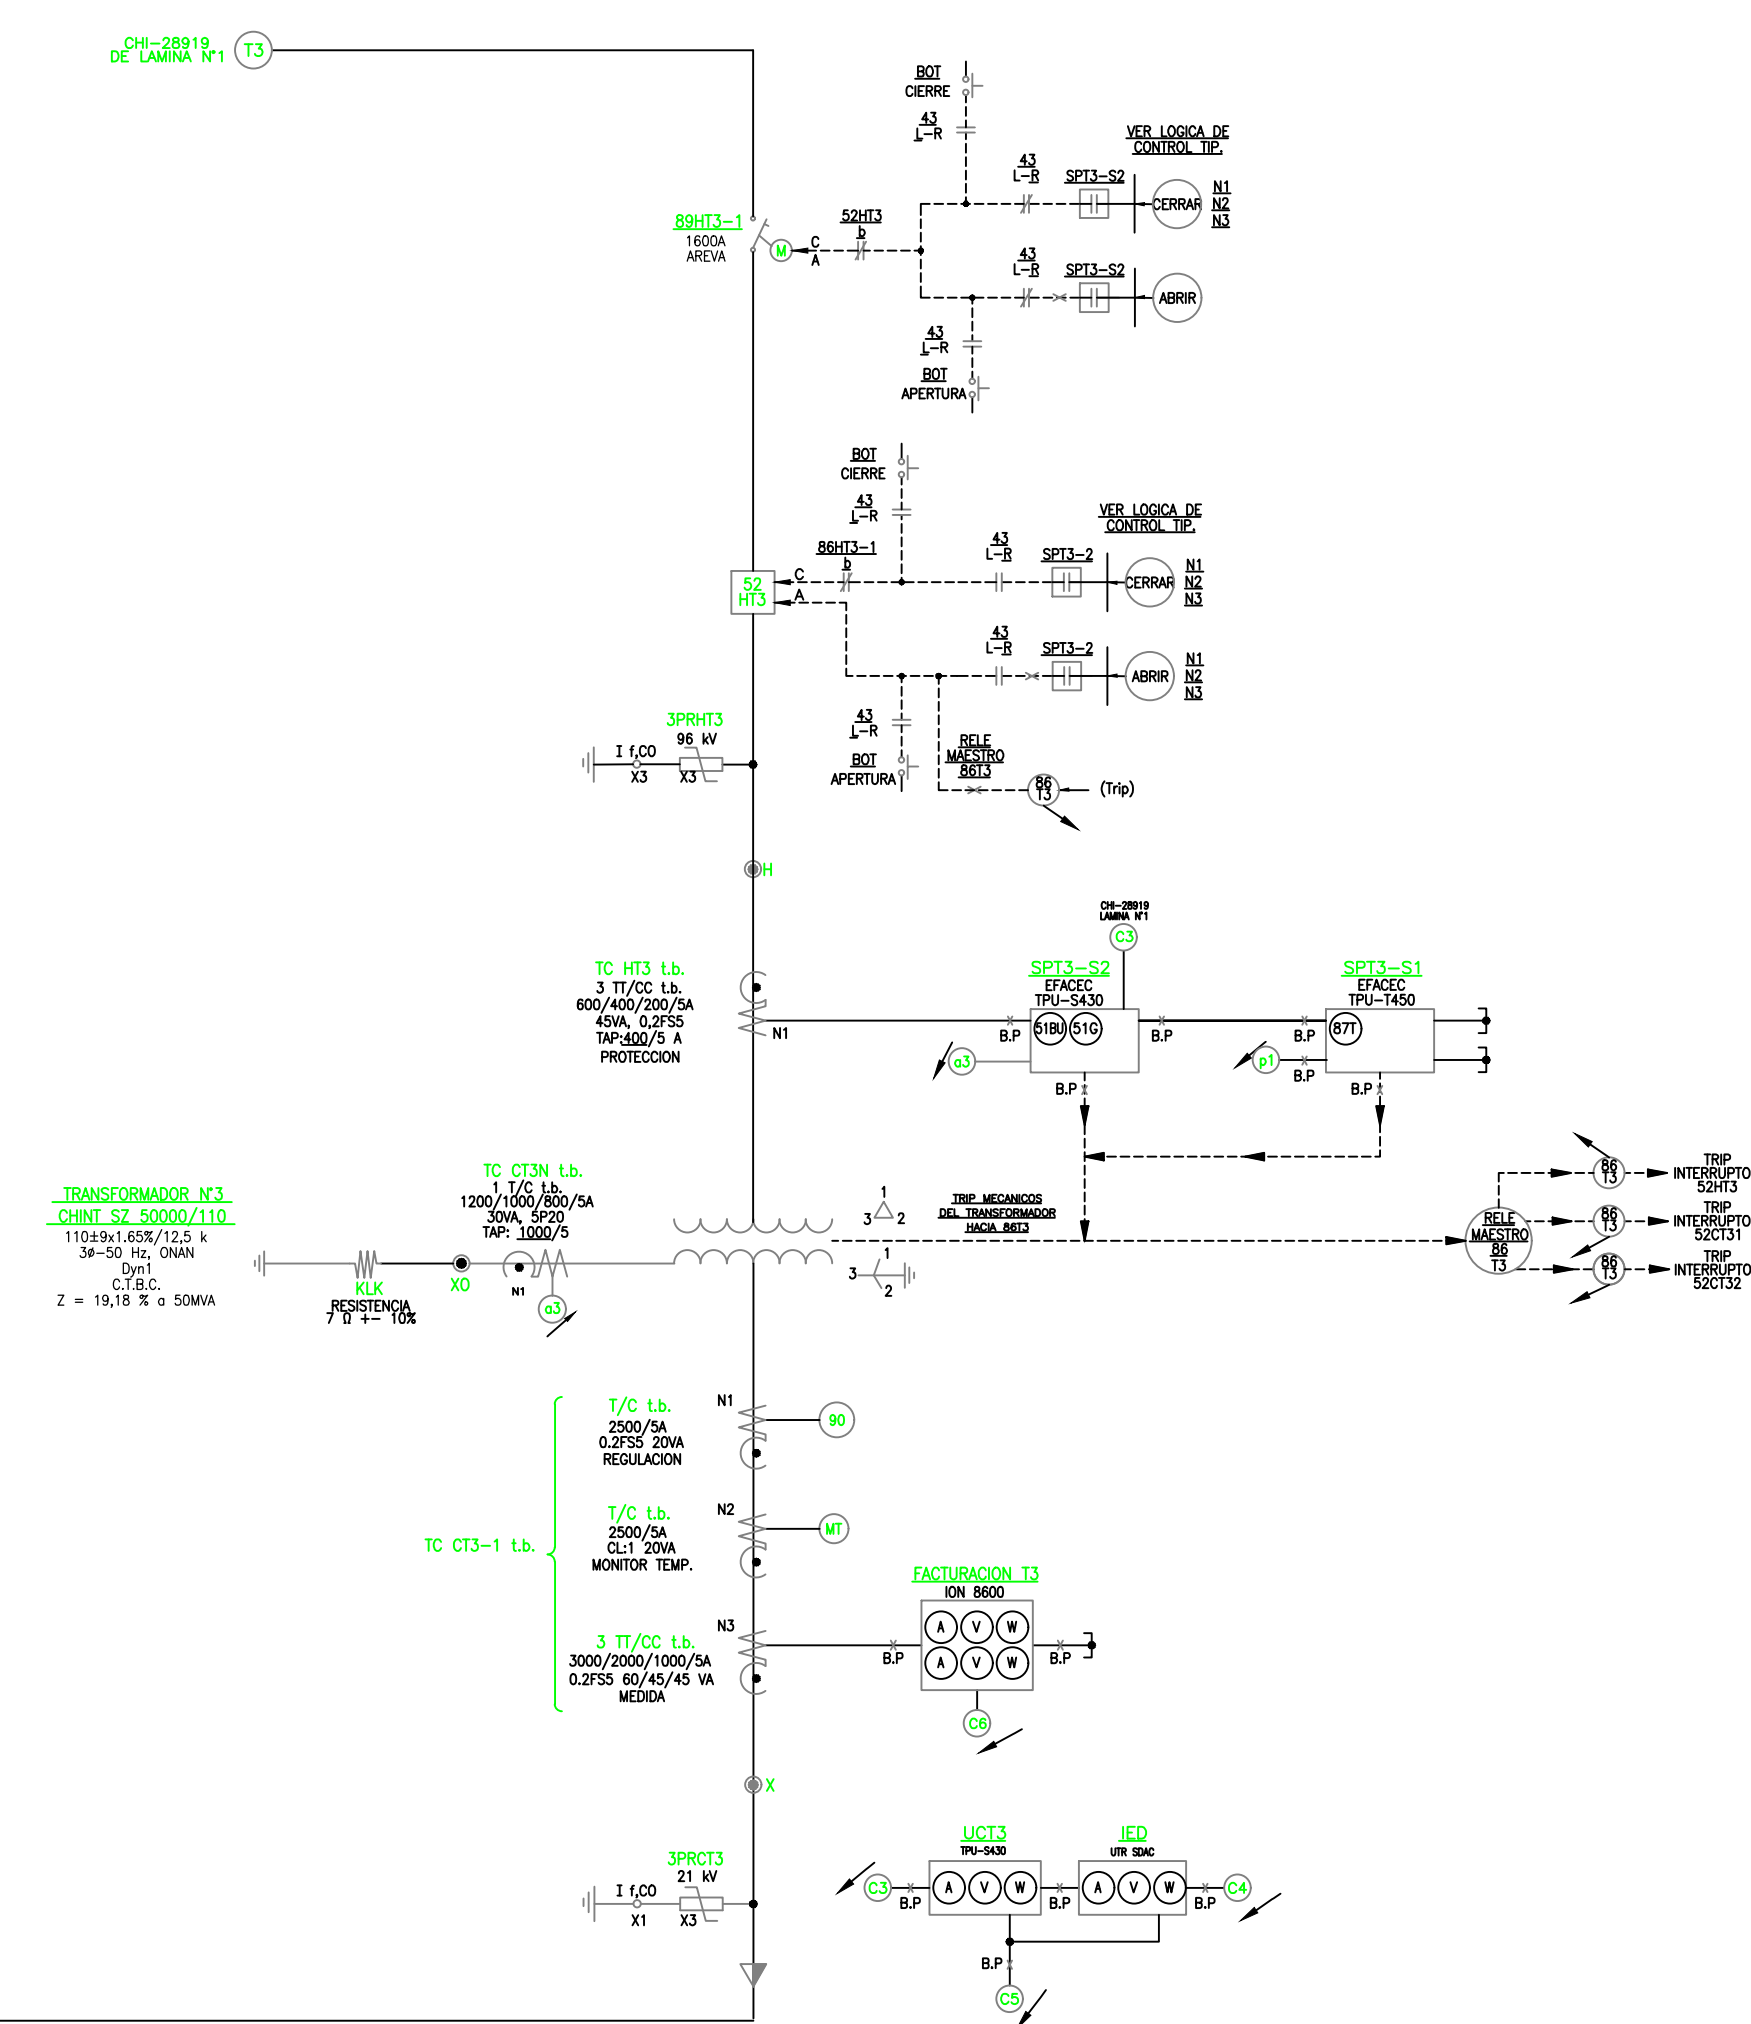 CHI-28919
DE LAMINA N°1
T3
BOT
CIERRE
43
L-R
VER LOGICA DE
CONTROL TIP.
43
L-R
SPT3-S2
CERRAR
N1
N2
N3
89HT3-1
1600A
AREVA
M
C
A
52HT3
b
43
L-R
SPT3-S2
ABRIR
43
L-R
BOT
APERTURA
BOT
CIERRE
43
L-R
VER LOGICA DE
CONTROL TIP.
86HT3-1
b
43
L-R
SPT3-2
CERRAR
N1
N2
N3
52
HT3
C
A
43
L-R
SPT3-2
ABRIR
N1
N2
N3
43
L-R
BOT
APERTURA
RELE
MAESTRO
86T3
86
T3
(Trip)
3PRHT3
96 kV
I f,CO
X3
X3
H
CHI-28919
LAMINA N°1
C3
TC HT3 t.b.
3 TT/CC t.b.
600/400/200/5A
45VA, 0,2FS5
TAP:400/5 A
PROTECCION
N1
SPT3-S2
EFACEC
TPU-S430
51BU
51G
B.P
B.P
a3
B.P
SPT3-S1
EFACEC
TPU-T450
87T
B.P
p1
B.P
B.P
TRANSFORMADOR N°3
CHINT SZ 50000/110
110±9x1.65%/12,5 k
3ø-50 Hz, ONAN
Dyn1
C.T.B.C.
Z = 19,18 % a 50MVA
TC CT3N t.b.
1 T/C t.b.
1200/1000/800/5A
30VA, 5P20
TAP: 1000/5
KLK
RESISTENCIA
7 Ω +- 10%
XO
N1
a3
1
3 2
1
3
2
TRIP MECANICOS
DEL TRANSFORMADOR
HACIA 86T3
RELE
MAESTRO
86
T3
86
T3
TRIP
INTERRUPTO
52HT3
86
T3
TRIP
INTERRUPTO
52CT31
86
T3
TRIP
INTERRUPTO
52CT32
TC CT3-1 t.b.
T/C t.b.
2500/5A
0.2FS5 20VA
REGULACION
N1
90
T/C t.b.
2500/5A
CL:1 20VA
MONITOR TEMP.
N2
MT
3 TT/CC t.b.
3000/2000/1000/5A
0.2FS5 60/45/45 VA
MEDIDA
N3
FACTURACION T3
ION 8600
A V W
A V W
B.P
B.P
C6
X
3PRCT3
21 kV
I f,CO
X1
X3
UCT3
TPU-S430
IED
UTR SDAC
C3
B.P
A V W
B.P
A V W
B.P
C4
B.P
C5